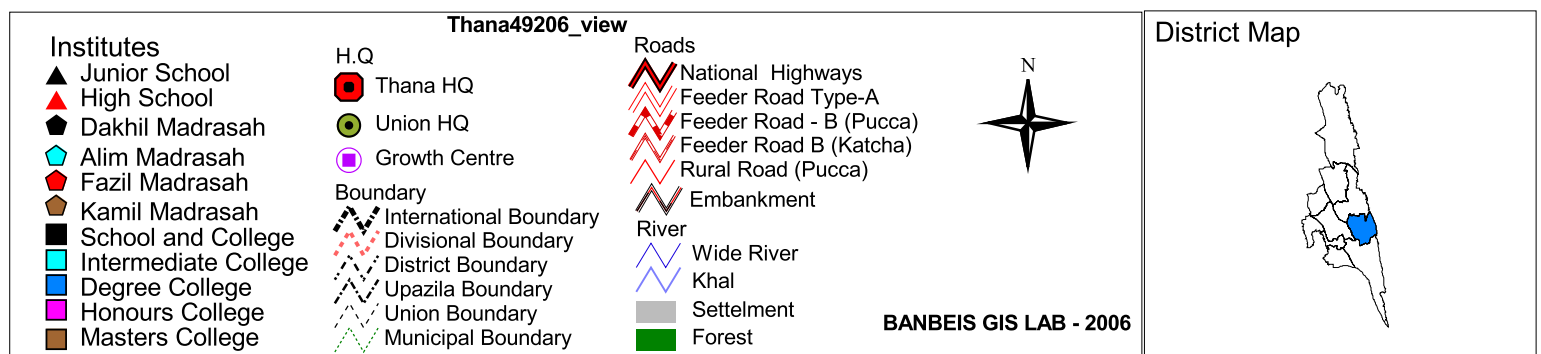 Thana49206_view
Institutes
Junior School
High School
Dakhil Madrasah
Alim Madrasah
Fazil Madrasah
Kamil Madrasah
School and College
Intermediate College
Degree College
Honours College
Masters College
H.Q
Thana HQ
Union HQ
Growth Centre
Boundary
International Boundary
Divisional Boundary
District Boundary
Upazila Boundary
Union Boundary
Municipal Boundary
Roads
National Highways
Feeder Road Type-A
Feeder Road - B (Pucca)
Feeder Road B (Katcha)
Rural Road (Pucca)
Embankment
River
Wide River
Khal
Settelment
Forest
N
BANBEIS GIS LAB - 2006
District Map